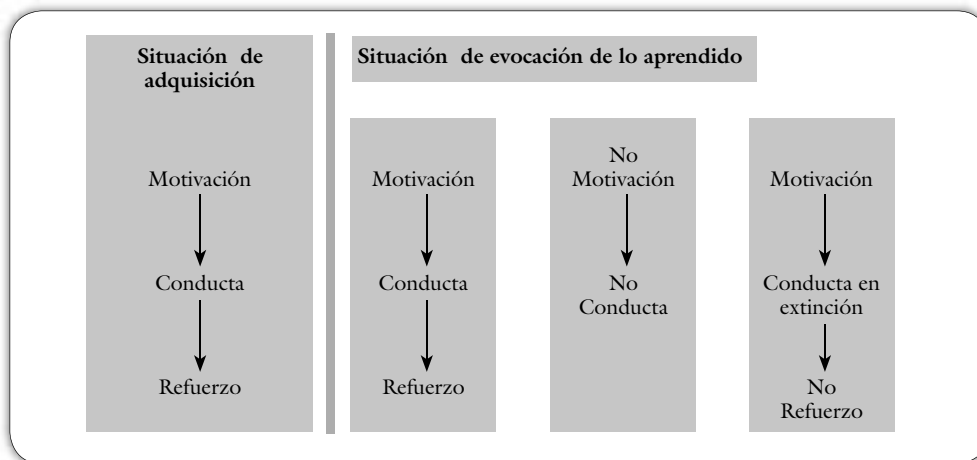 Situación de
adquisición
Motivación
Conducta
Refuerzo
Situación de evocación de lo aprendido
Motivación
Conducta
Refuerzo
No
Motivación
No
Conducta
Motivación
Conducta en
extinción
No
Refuerzo